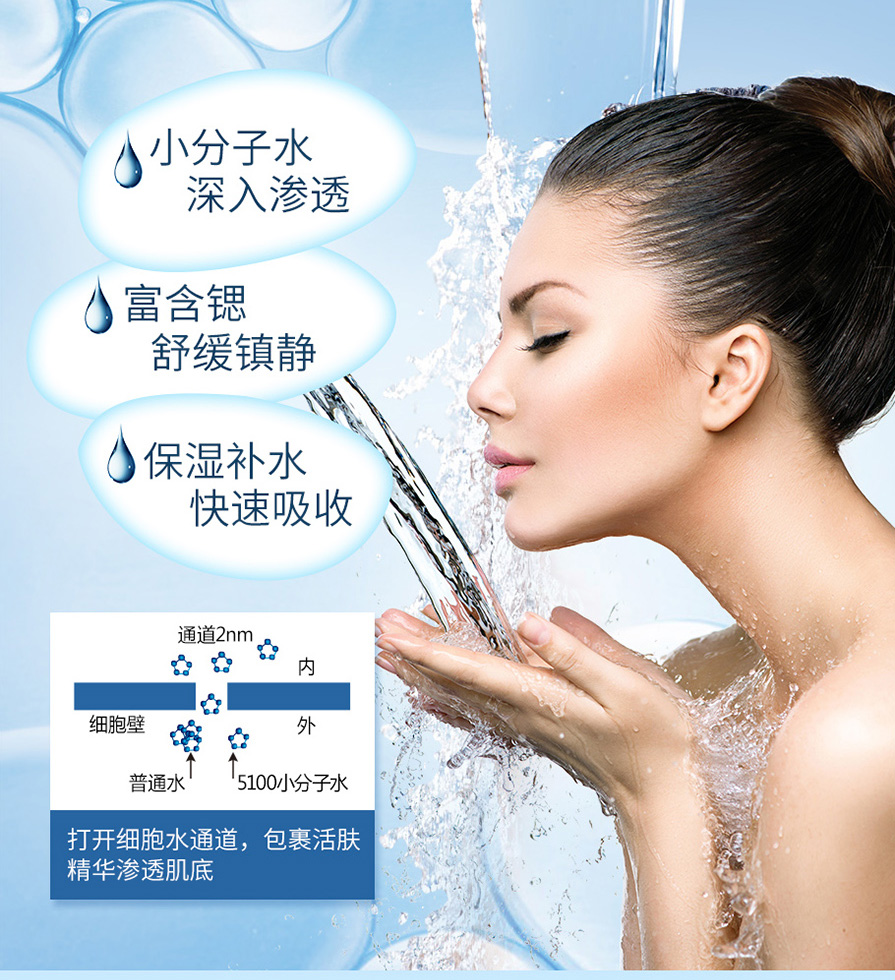 小分子水
深入渗透
富含锶
舒缓镇静
保湿补水
快速吸收
通道2nm
内
细胞壁
外
普通水
5100小分子水
打开细胞水通道，包裹活肤
精华渗透肌底